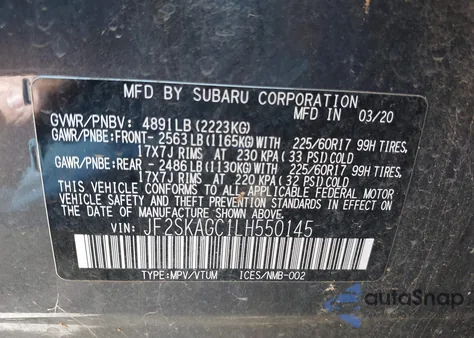 MFD BY SUBARU CORPORATION
GVWR/PNBV: 4891LB (2223KG) MFD IN 03/20
GAWR/PNBE:FRONT- 2563LB (1165KG)WITH 225/60R17 99H TIRES,
17X7J RIMS AT 230 KPA (33 PSI)COLD
GAWR/PNBE:REAR - 2486LB (1130KG)WITH 225/60R17 99H TIRES,
17X7J RIMS AT 220 KPA (32 PSI)COLD
THIS VEHICLE CONFORMS TO ALL APPLICABLE FEDERAL MOTOR
VEHICLE SAFETY, BUMPER, AND THEFT PREVENTION STANDARDS IN EFFECT
ON THE DATE OF MANUFACTURE SHOWN ABOVE.
VIN: JF2SKAGC1LH550145
TYPE:MPV/VTUM ICES/NMB-002
autoSnap